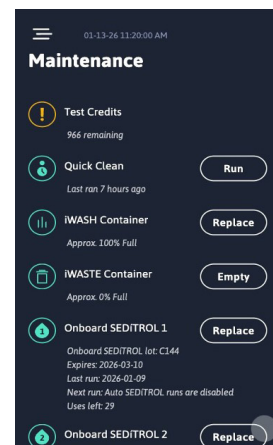 01-13-26 11:20:00 AM
Maintenance
!
Test Credits
966 remaining
Quick Clean
Run
Last ran 7 hours ago
iWASH Container
Replace
Approx. 100% Full
iWASTE Container
Empty
Approx. 0% Full
1
Onboard SEDiTROL 1
Replace
Onboard SEDiTROL lot: C144
Expires: 2026-03-10
Last run: 2026-01-09
Next run: Auto SEDiTROL runs are disabled
Uses left: 29
2
Onboard SEDiTROL 2
Replace